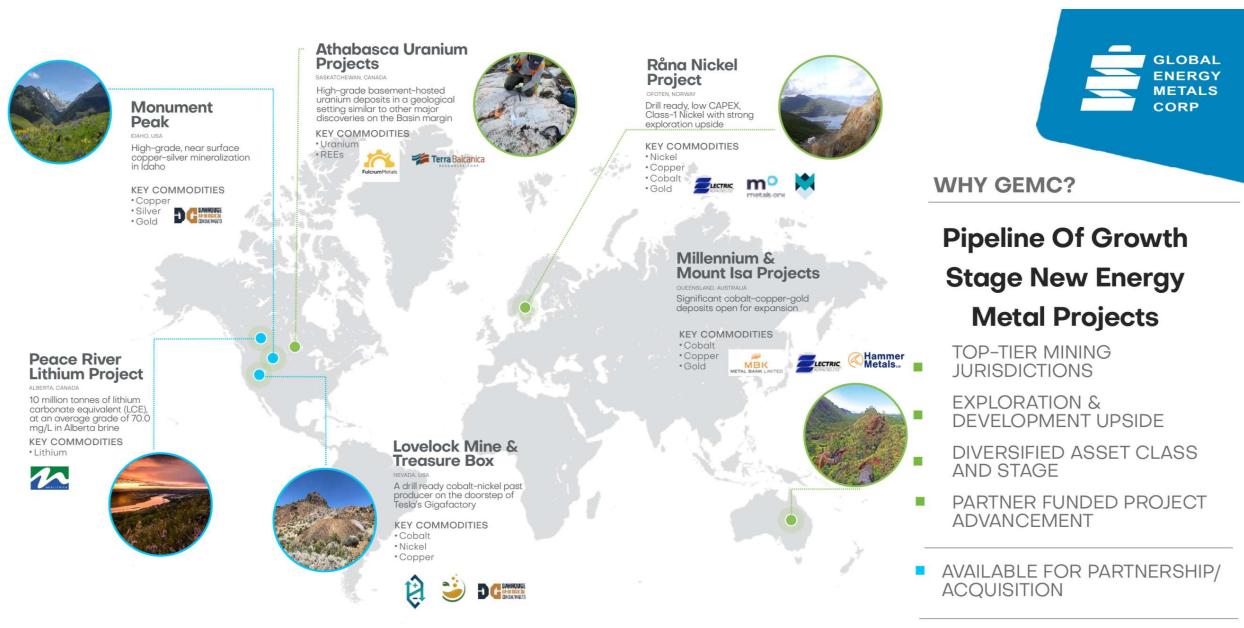 Monument
Peak
IDAHO, USA
High-grade, near surface
copper-silver mineralization
in Idaho
KEY COMMODITIES
• Copper
• Silver
• Gold
DG
Athabasca Uranium
Projects
SASKATCHEWAN, CANADA
High-grade basement-hosted
uranium deposits in a geological
setting similar to other major
discoveries on the Basin margin
KEY COMMODITIES
• Uranium
• REEs
FulcrumMetals
TerraBalcanica
RESOURCES CORP
Råna Nickel
Project
OFOTEN, NORWAY
Drill ready, low CAPEX,
Class-1 Nickel with strong
exploration upside
KEY COMMODITIES
• Nickel
• Copper
• Cobalt
• Gold
LECTRIC
metals one
Millennium &
Mount Isa Projects
QUEENSLAND, AUSTRALIA
Significant cobalt-copper-gold
deposits open for expansion
KEY COMMODITIES
• Cobalt
• Copper
• Gold
MBK
METAL BANK LIMITED
LECTRIC
Hammer
Metals
Peace River
Lithium Project
ALBERTA, CANADA
10 million tonnes of lithium
carbonate equivalent (LCE),
at an average grade of 70.0
mg/L in Alberta brine
KEY COMMODITIES
• Lithium
Lovelock Mine &
Treasure Box
NEVADA, USA
A drill ready cobalt-nickel past
producer on the doorstep of
Tesla's Gigafactory
KEY COMMODITIES
• Cobalt
• Nickel
• Copper
DG
GLOBAL
ENERGY
METALS
CORP
WHY GEMC?
Pipeline Of Growth
Stage New Energy
Metal Projects
TOP-TIER MINING
JURISDICTIONS
EXPLORATION &
DEVELOPMENT UPSIDE
DIVERSIFIED ASSET CLASS
AND STAGE
PARTNER FUNDED PROJECT
ADVANCEMENT
AVAILABLE FOR PARTNERSHIP/
ACQUISITION